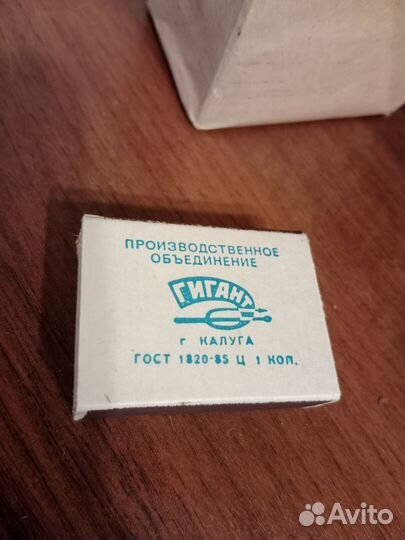 ПРОИЗВОДСТВЕННОЕ
ОБЪЕДИНЕНИЕ
ГИГАНТ
г КАЛУГА
ГОСТ 1820-85 Ц 1 КОП.
Avito